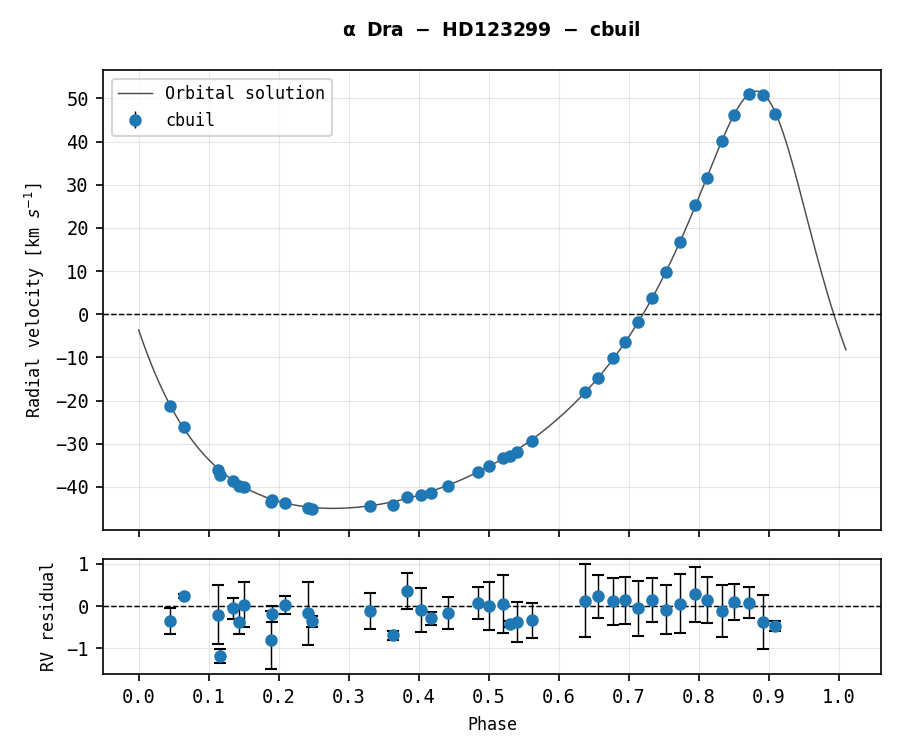 α Dra − HD123299 − cbuil
Orbital solution
cbuil
Radial velocity [km s⁻¹]
50
40
30
20
10
0
−10
−20
−30
−40
RV residual
1
0
−1
0.0 0.1 0.2 0.3 0.4 0.5 0.6 0.7 0.8 0.9 1.0
Phase